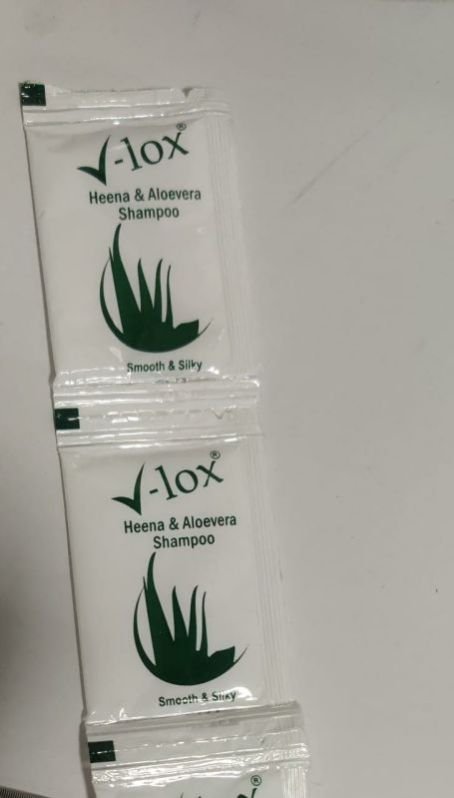 V-lox®
Heena & Aloevera
Shampoo
Smooth & Silky
V-lox®
Heena & Aloevera
Shampoo
Smooth & Silky
®